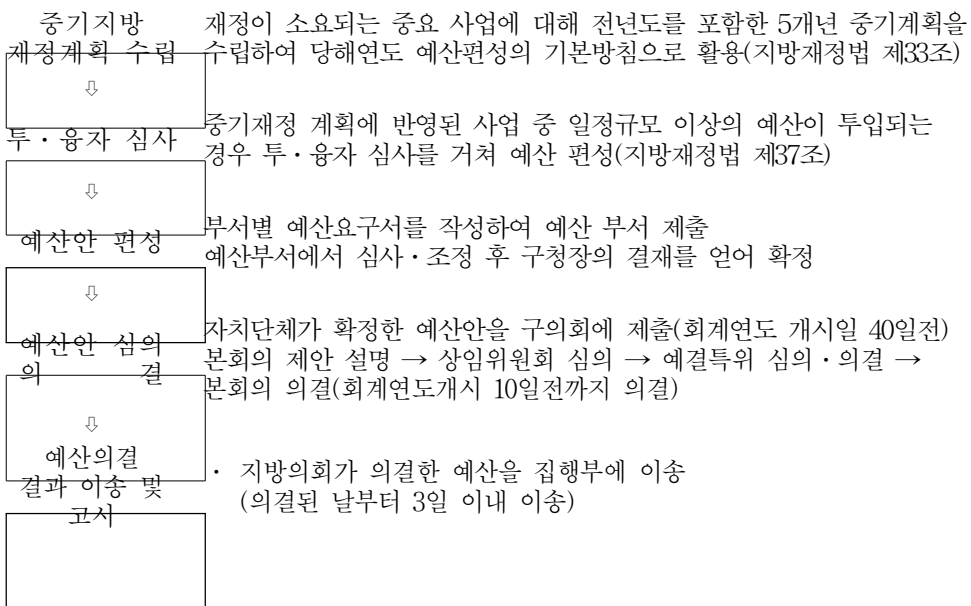 중기지방
재정계획 수립
재정이 소요되는 중요 사업에 대해 전년도를 포함한 5개년 중기계획을
수립하여 당해연도 예산편성의 기본방침으로 활용(지방재정법 제33조)
⇩
투·융자 심사
중기재정 계획에 반영된 사업 중 일정규모 이상의 예산이 투입되는
경우 투·융자 심사를 거쳐 예산 편성(지방재정법 제37조)
⇩
예산안 편성
부서별 예산요구서를 작성하여 예산 부서 제출
예산부서에서 심사·조정 후 구청장의 결재를 얻어 확정
⇩
예산안 심의
의 결
자치단체가 확정한 예산안을 구의회에 제출(회계연도 개시일 40일전)
본회의 제안 설명 → 상임위원회 심의 → 예결특위 심의·의결 →
본회의 의결(회계연도개시 10일전까지 의결)
⇩
예산의결
결과 이송 및
고시
· 지방의회가 의결한 예산을 집행부에 이송
(의결된 날부터 3일 이내 이송)